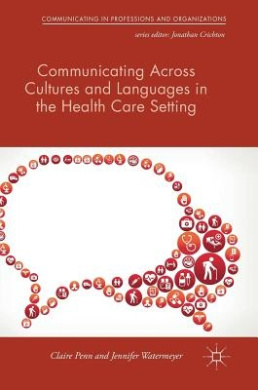 COMMUNICATING IN PROFESSIONS AND ORGANIZATIONS
series editor: Jonathan Crichton
Communicating Across
Cultures and Languages in
the Health Care Setting
Claire Penn and Jennifer Watermeyer